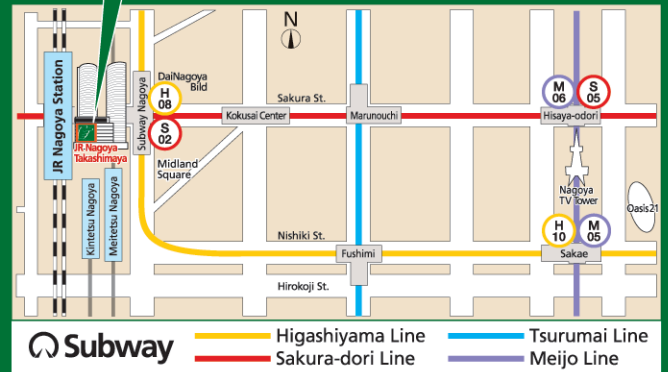 N
DaiNagoya
Bild
H
08
M
06
S
05
Sakura St.
JR Nagoya Station
Subway Nagoya
Kokusai Center
Marunouchi
Hisaya-odori
S
02
JR Nagoya
Takashimaya
Midland
Square
Kintetsu Nagoya
Meitetsu Nagoya
Nagoya
TV Tower
Oasis21
H
10
M
05
Nishiki St.
Fushimi
Sakae
Hirokoji St.
Subway
Higashiyama Line
Tsurumai Line
Sakura-dori Line
Meijo Line